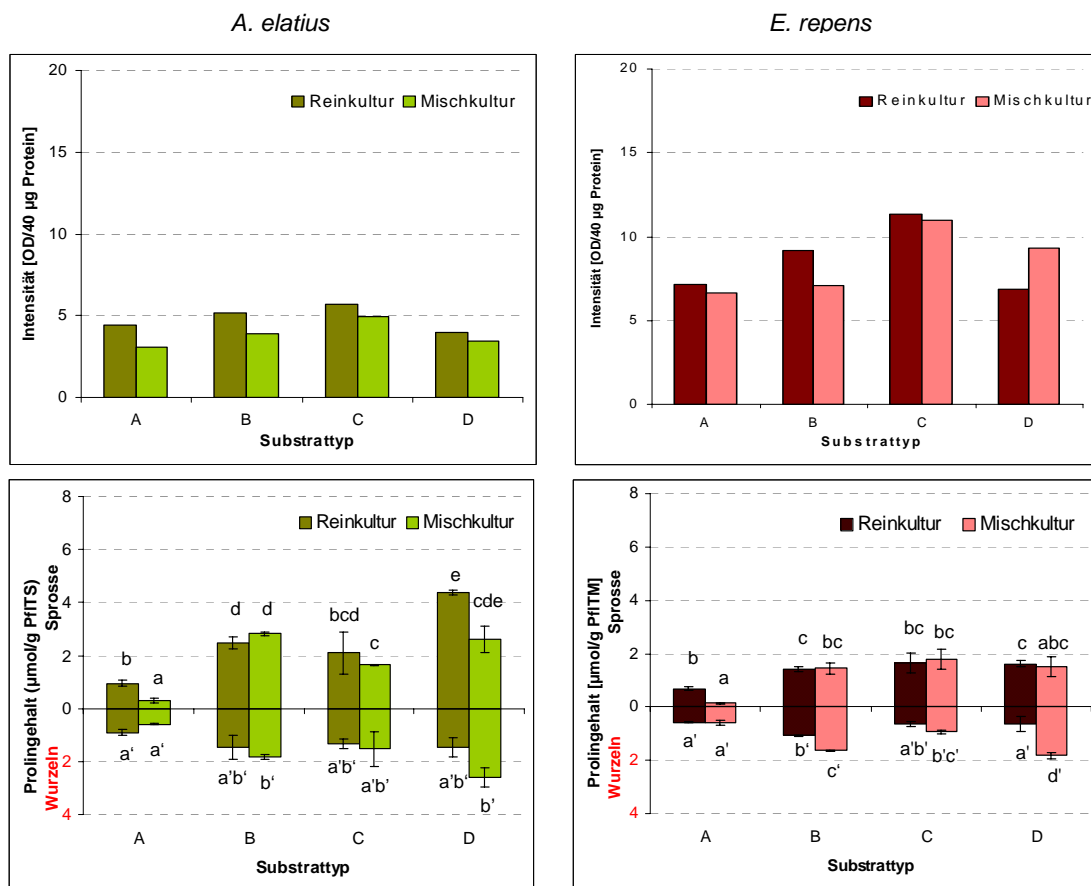 A. elatius
E. repens
20
15
10
5
0
Intensität [OD/40 µg Protein]
Reinkultur Mischkultur
A B C D
Substrattyp
20
15
10
5
0
Intensität [OD/40 µg Protein]
Reinkultur Mischkultur
A B C D
Substrattyp
8
6
4
2
0
2
4
Prolingehalt (µmol/g PflTS)
Sprosse
Wurzeln
Reinkultur Mischkultur
b a d d bcd c e cde
a‘ a‘ a'b‘ b‘ a'b‘ a’b’ a'b‘ b’
A B C D
Substrattyp
8
6
4
2
0
2
4
Prolingehalt [µmol/g PflTM]
Sprosse
Wurzeln
Reinkultur Mischkultur
b a c bc bc bc c abc
a' a' b‘ c‘ a'b' b'c' a' d'
A B C D
Substrattyp